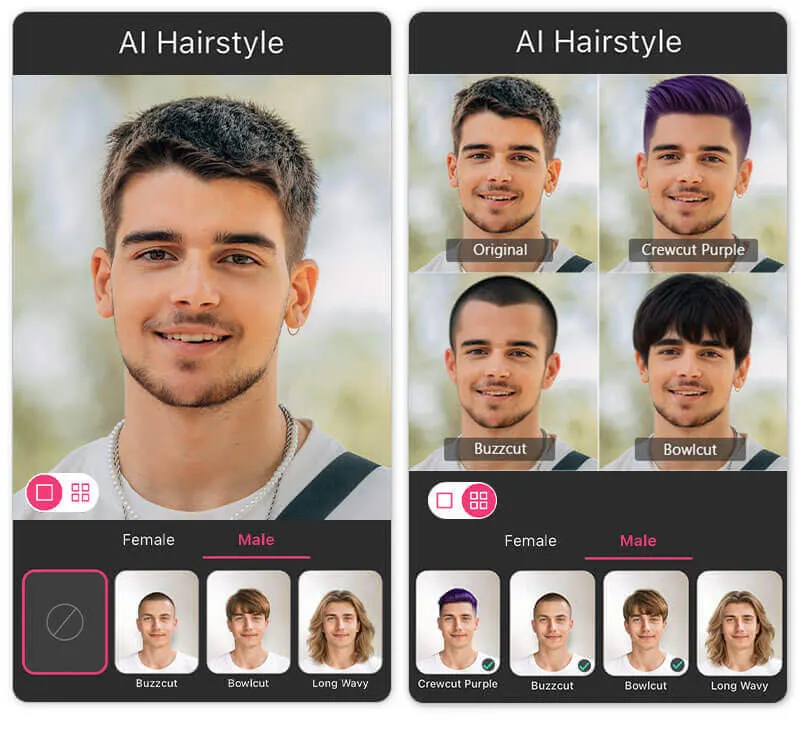 AI Hairstyle
Female Male
Buzzcut Bowlcut Long Wavy
AI Hairstyle
Original Crewcut Purple
Buzzcut Bowlcut
Female Male
Crewcut Purple Buzzcut Bowlcut Long Wavy